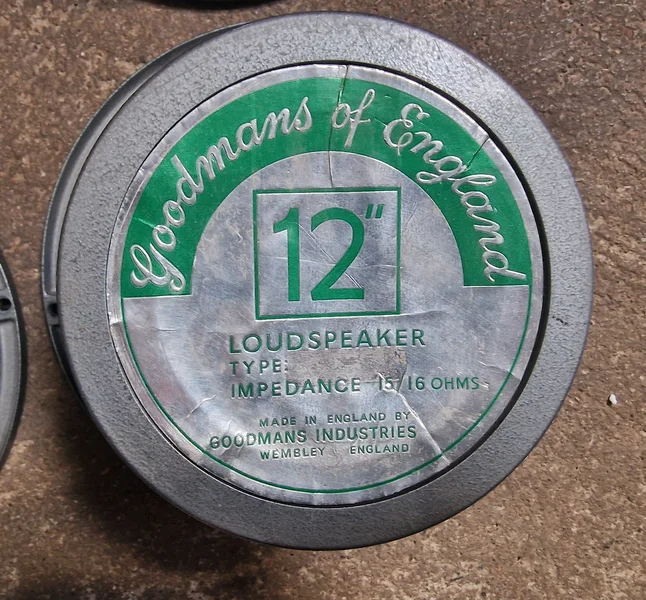 Goodmans of England
12"
LOUDSPEAKER
TYPE:
IMPEDANCE 15/16 OHMS
MADE IN ENGLAND BY
GOODMANS INDUSTRIES
WEMBLEY ENGLAND